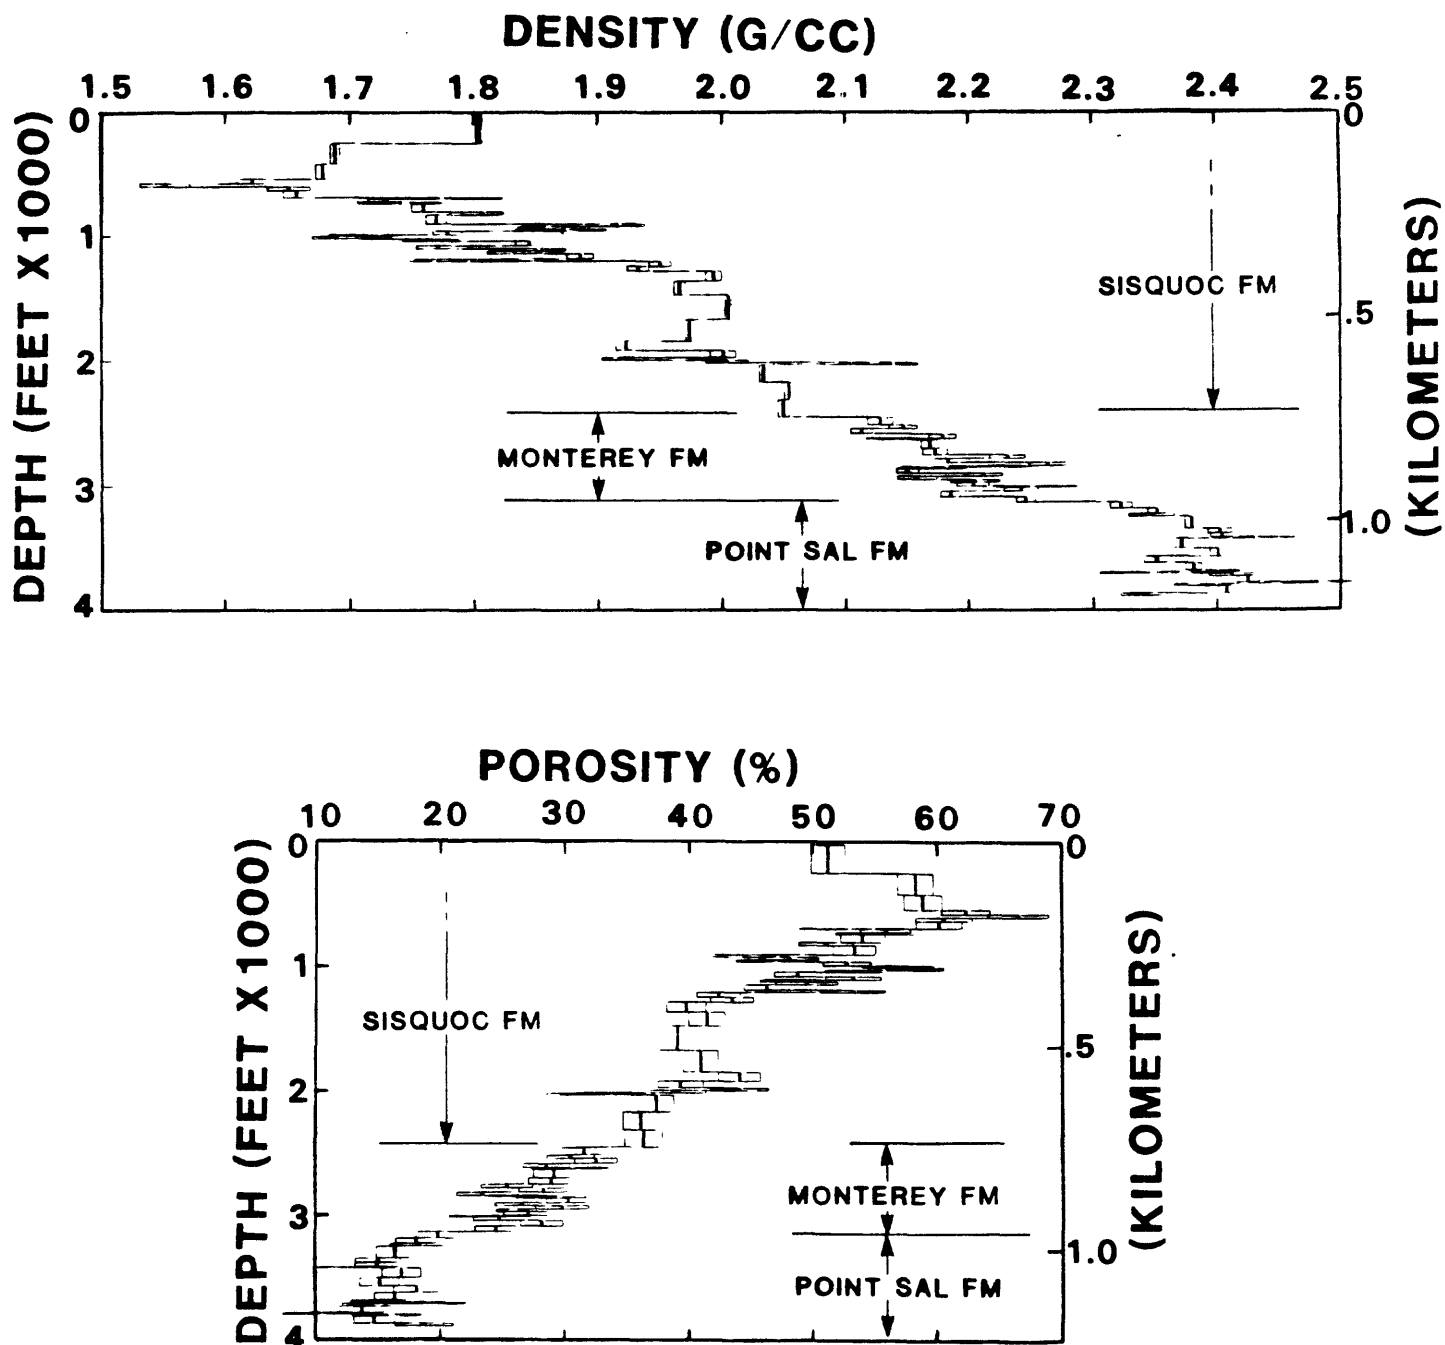 DENSITY (G/CC)
1.5 1.6 1.7 1.8 1.9 2.0 2.1 2.2 2.3 2.4 2.5
DEPTH (FEET X1000)
0
1
2
3
4
0
.5
1.0
(KILOMETERS)
SISQUOC FM
MONTEREY FM
POINT SAL FM
POROSITY (%)
10 20 30 40 50 60 70
DEPTH (FEET X1000)
0
1
2
3
4
0
.5
1.0
(KILOMETERS)
SISQUOC FM
MONTEREY FM
POINT SAL FM